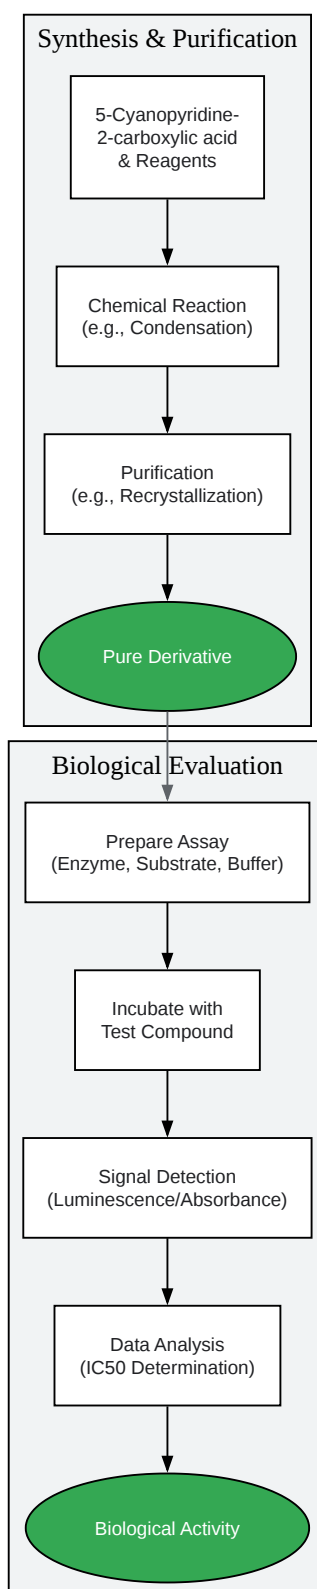 Synthesis & Purification
5-Cyanopyridine-
2-carboxylic acid
& Reagents
Chemical Reaction
(e.g., Condensation)
Purification
(e.g., Recrystallization)
Pure Derivative
Biological Evaluation
Prepare Assay
(Enzyme, Substrate, Buffer)
Incubate with
Test Compound
Signal Detection
(Luminescence/Absorbance)
Data Analysis
(IC50 Determination)
Biological Activity